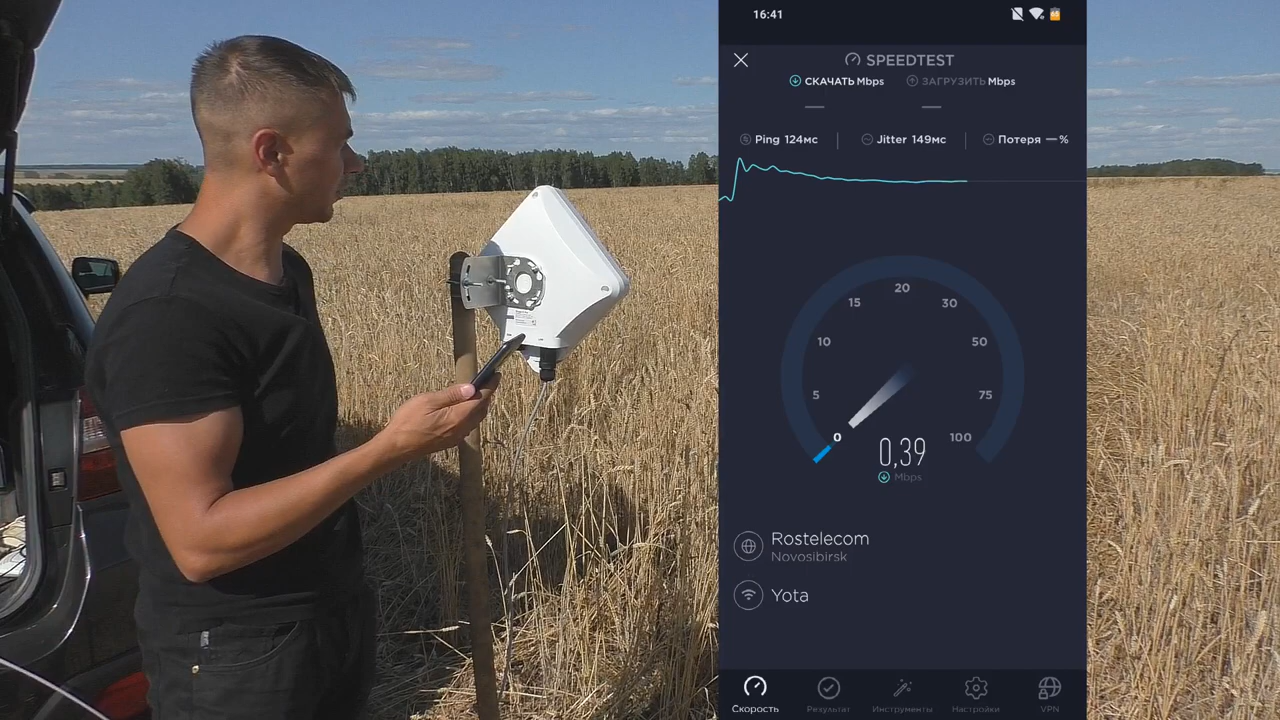 16:41
65
SPEEDTEST
СКАЧАТЬ Mbps ЗАГРУЗИТЬ Mbps
— —
Ping 124мс Jitter 149мс Потеря — %
0
5
10
15
20
30
50
75
100
0,39
Mbps
Rostelecom
Novosibirsk
Yota
Скорость Результат Инструменты Настройки VPN